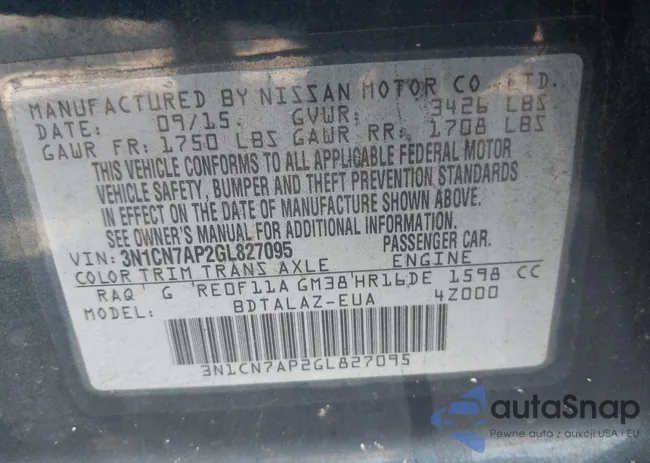 MANUFACTURED BY NISSAN MOTOR CO., LTD.
DATE: 09/15 GVWR: 3426 LBS
GAWR FR: 1750 LBS GAWR RR: 1708 LBS
THIS VEHICLE CONFORMS TO ALL APPLICABLE FEDERAL MOTOR
VEHICLE SAFETY, BUMPER AND THEFT PREVENTION STANDARDS
IN EFFECT ON THE DATE OF MANUFACTURE SHOWN ABOVE.
SEE OWNER'S MANUAL FOR ADDITIONAL INFORMATION.
VIN: 3N1CN7AP2GL827095 PASSENGER CAR.
COLOR TRIM TRANS AXLE ENGINE
RAQ' G 'RE0F11A GM38'HR16DE 1598 CC
MODEL: BDTALAZ-EUA 4Z000
3N1CN7AP2GL827095
autaSnap
Pewne auta z aukcji USA i EU